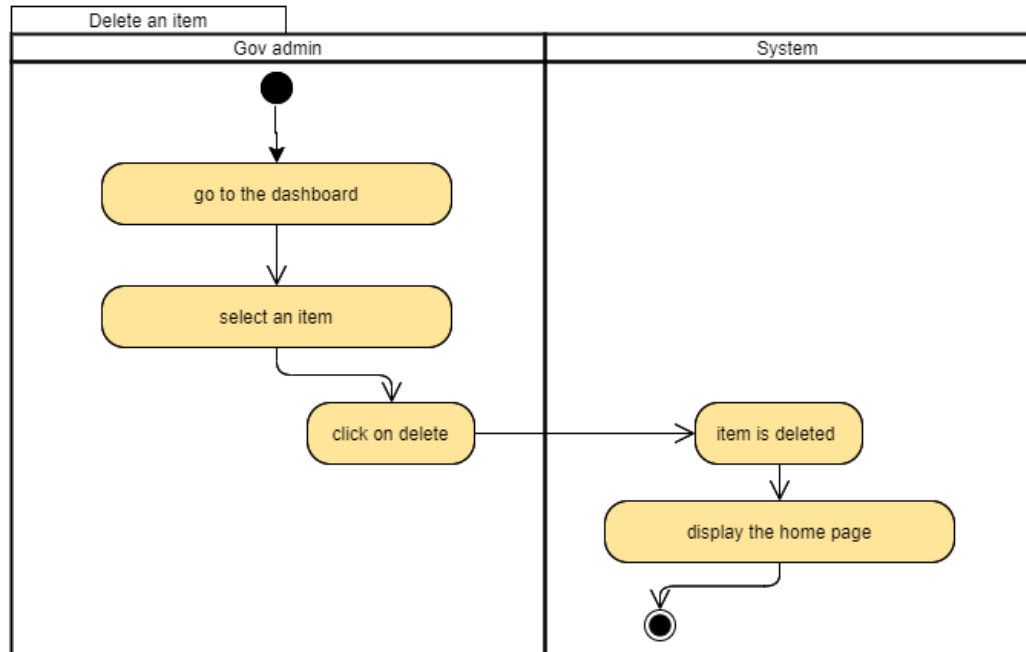 Delete an item
Gov admin
System
go to the dashboard
select an item
click on delete
item is deleted
display the home page